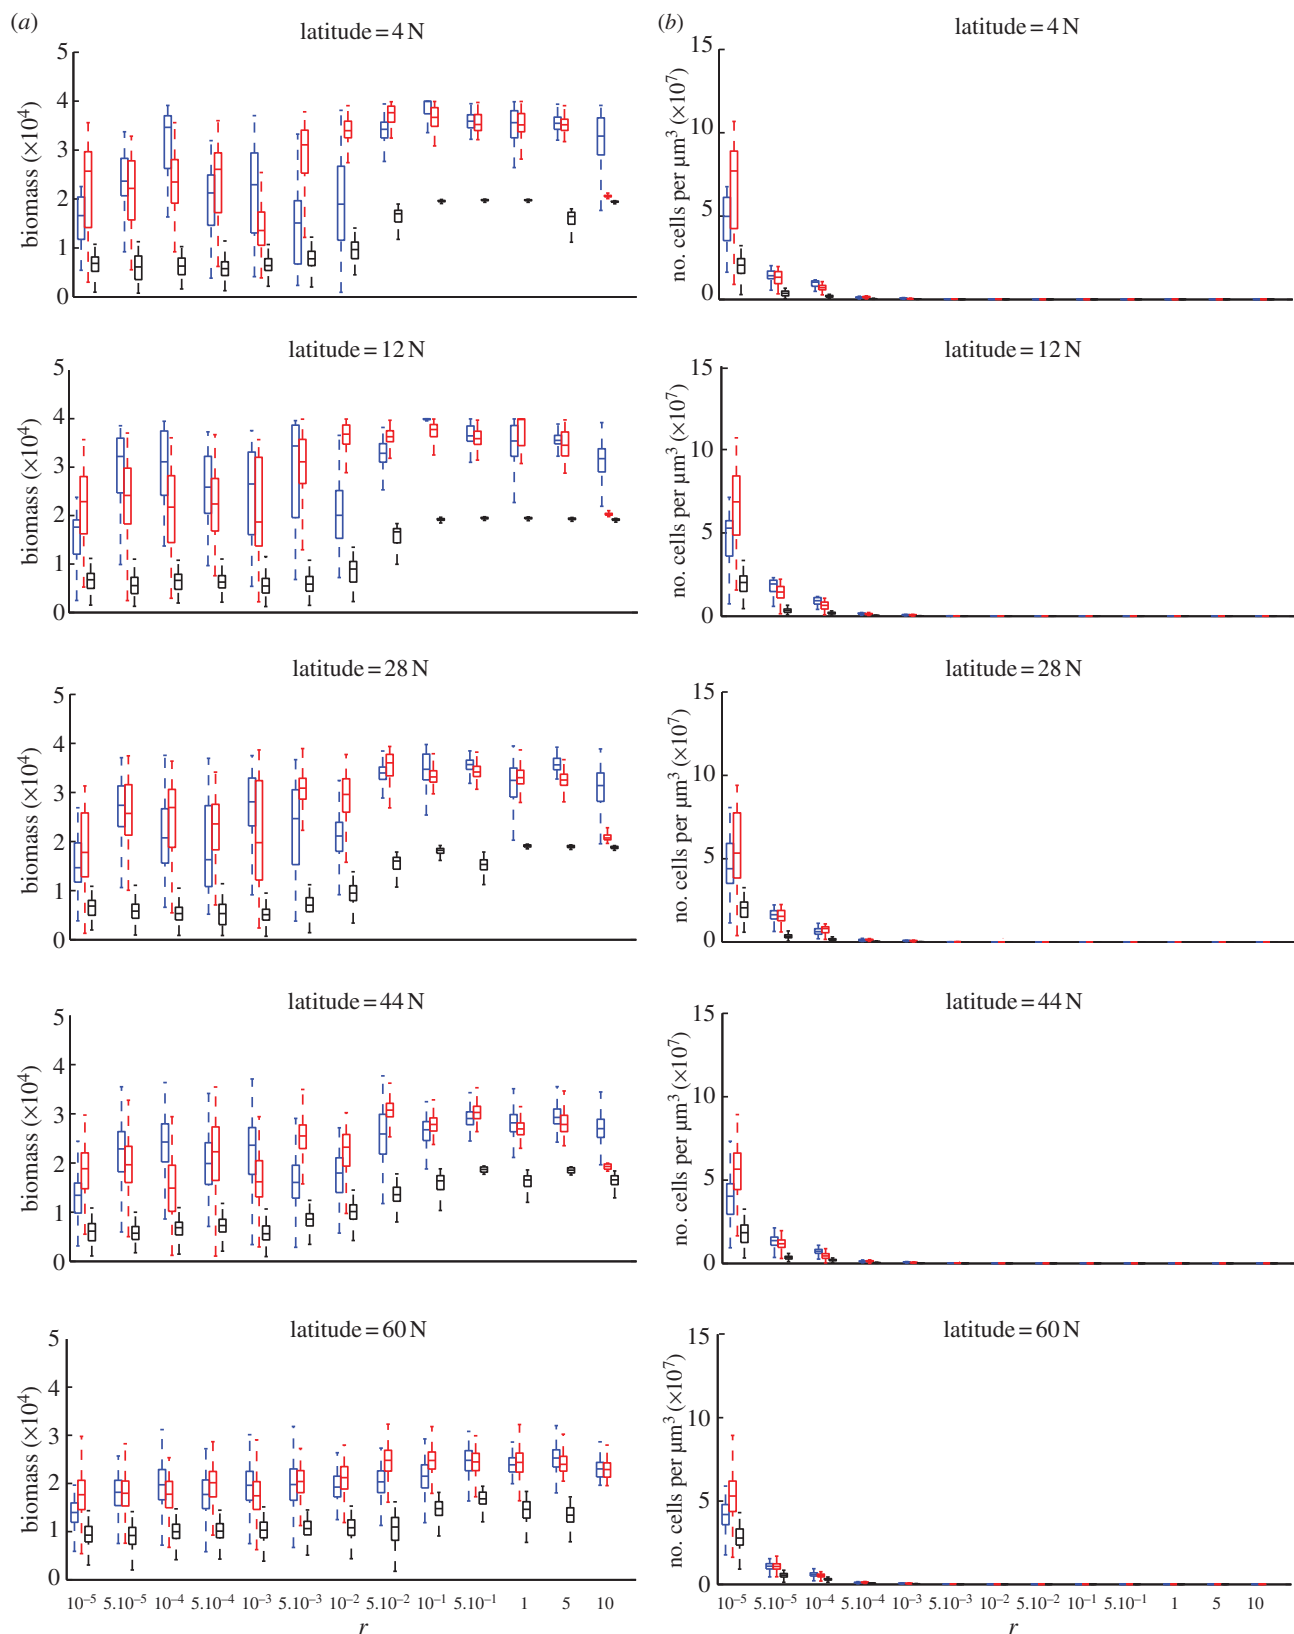 (a)
latitude = 4 N
5
4
3
2
1
0
biomass (×10⁴)
latitude = 12 N
5
4
3
2
1
0
biomass (×10⁴)
latitude = 28 N
5
4
3
2
1
0
biomass (×10⁴)
latitude = 44 N
5
4
3
2
1
0
biomass (×10⁴)
latitude = 60 N
5
4
3
2
1
0
biomass (×10⁴)
10⁻⁵ 5.10⁻⁵ 10⁻⁴ 5.10⁻⁴ 10⁻³ 5.10⁻³ 10⁻² 5.10⁻² 10⁻¹ 5.10⁻¹ 1 5 10
r
(b)
latitude = 4 N
15
10
5
0
no. cells per μm³ (×10⁷)
latitude = 12 N
15
10
5
0
no. cells per μm³ (×10⁷)
latitude = 28 N
15
10
5
0
no. cells per μm³ (×10⁷)
latitude = 44 N
15
10
5
0
no. cells per μm³ (×10⁷)
latitude = 60 N
15
10
5
0
no. cells per μm³ (×10⁷)
10⁻⁵ 5.10⁻⁵ 10⁻⁴ 5.10⁻⁴ 10⁻³ 5.10⁻³ 10⁻² 5.10⁻² 10⁻¹ 5.10⁻¹ 1 5 10
r